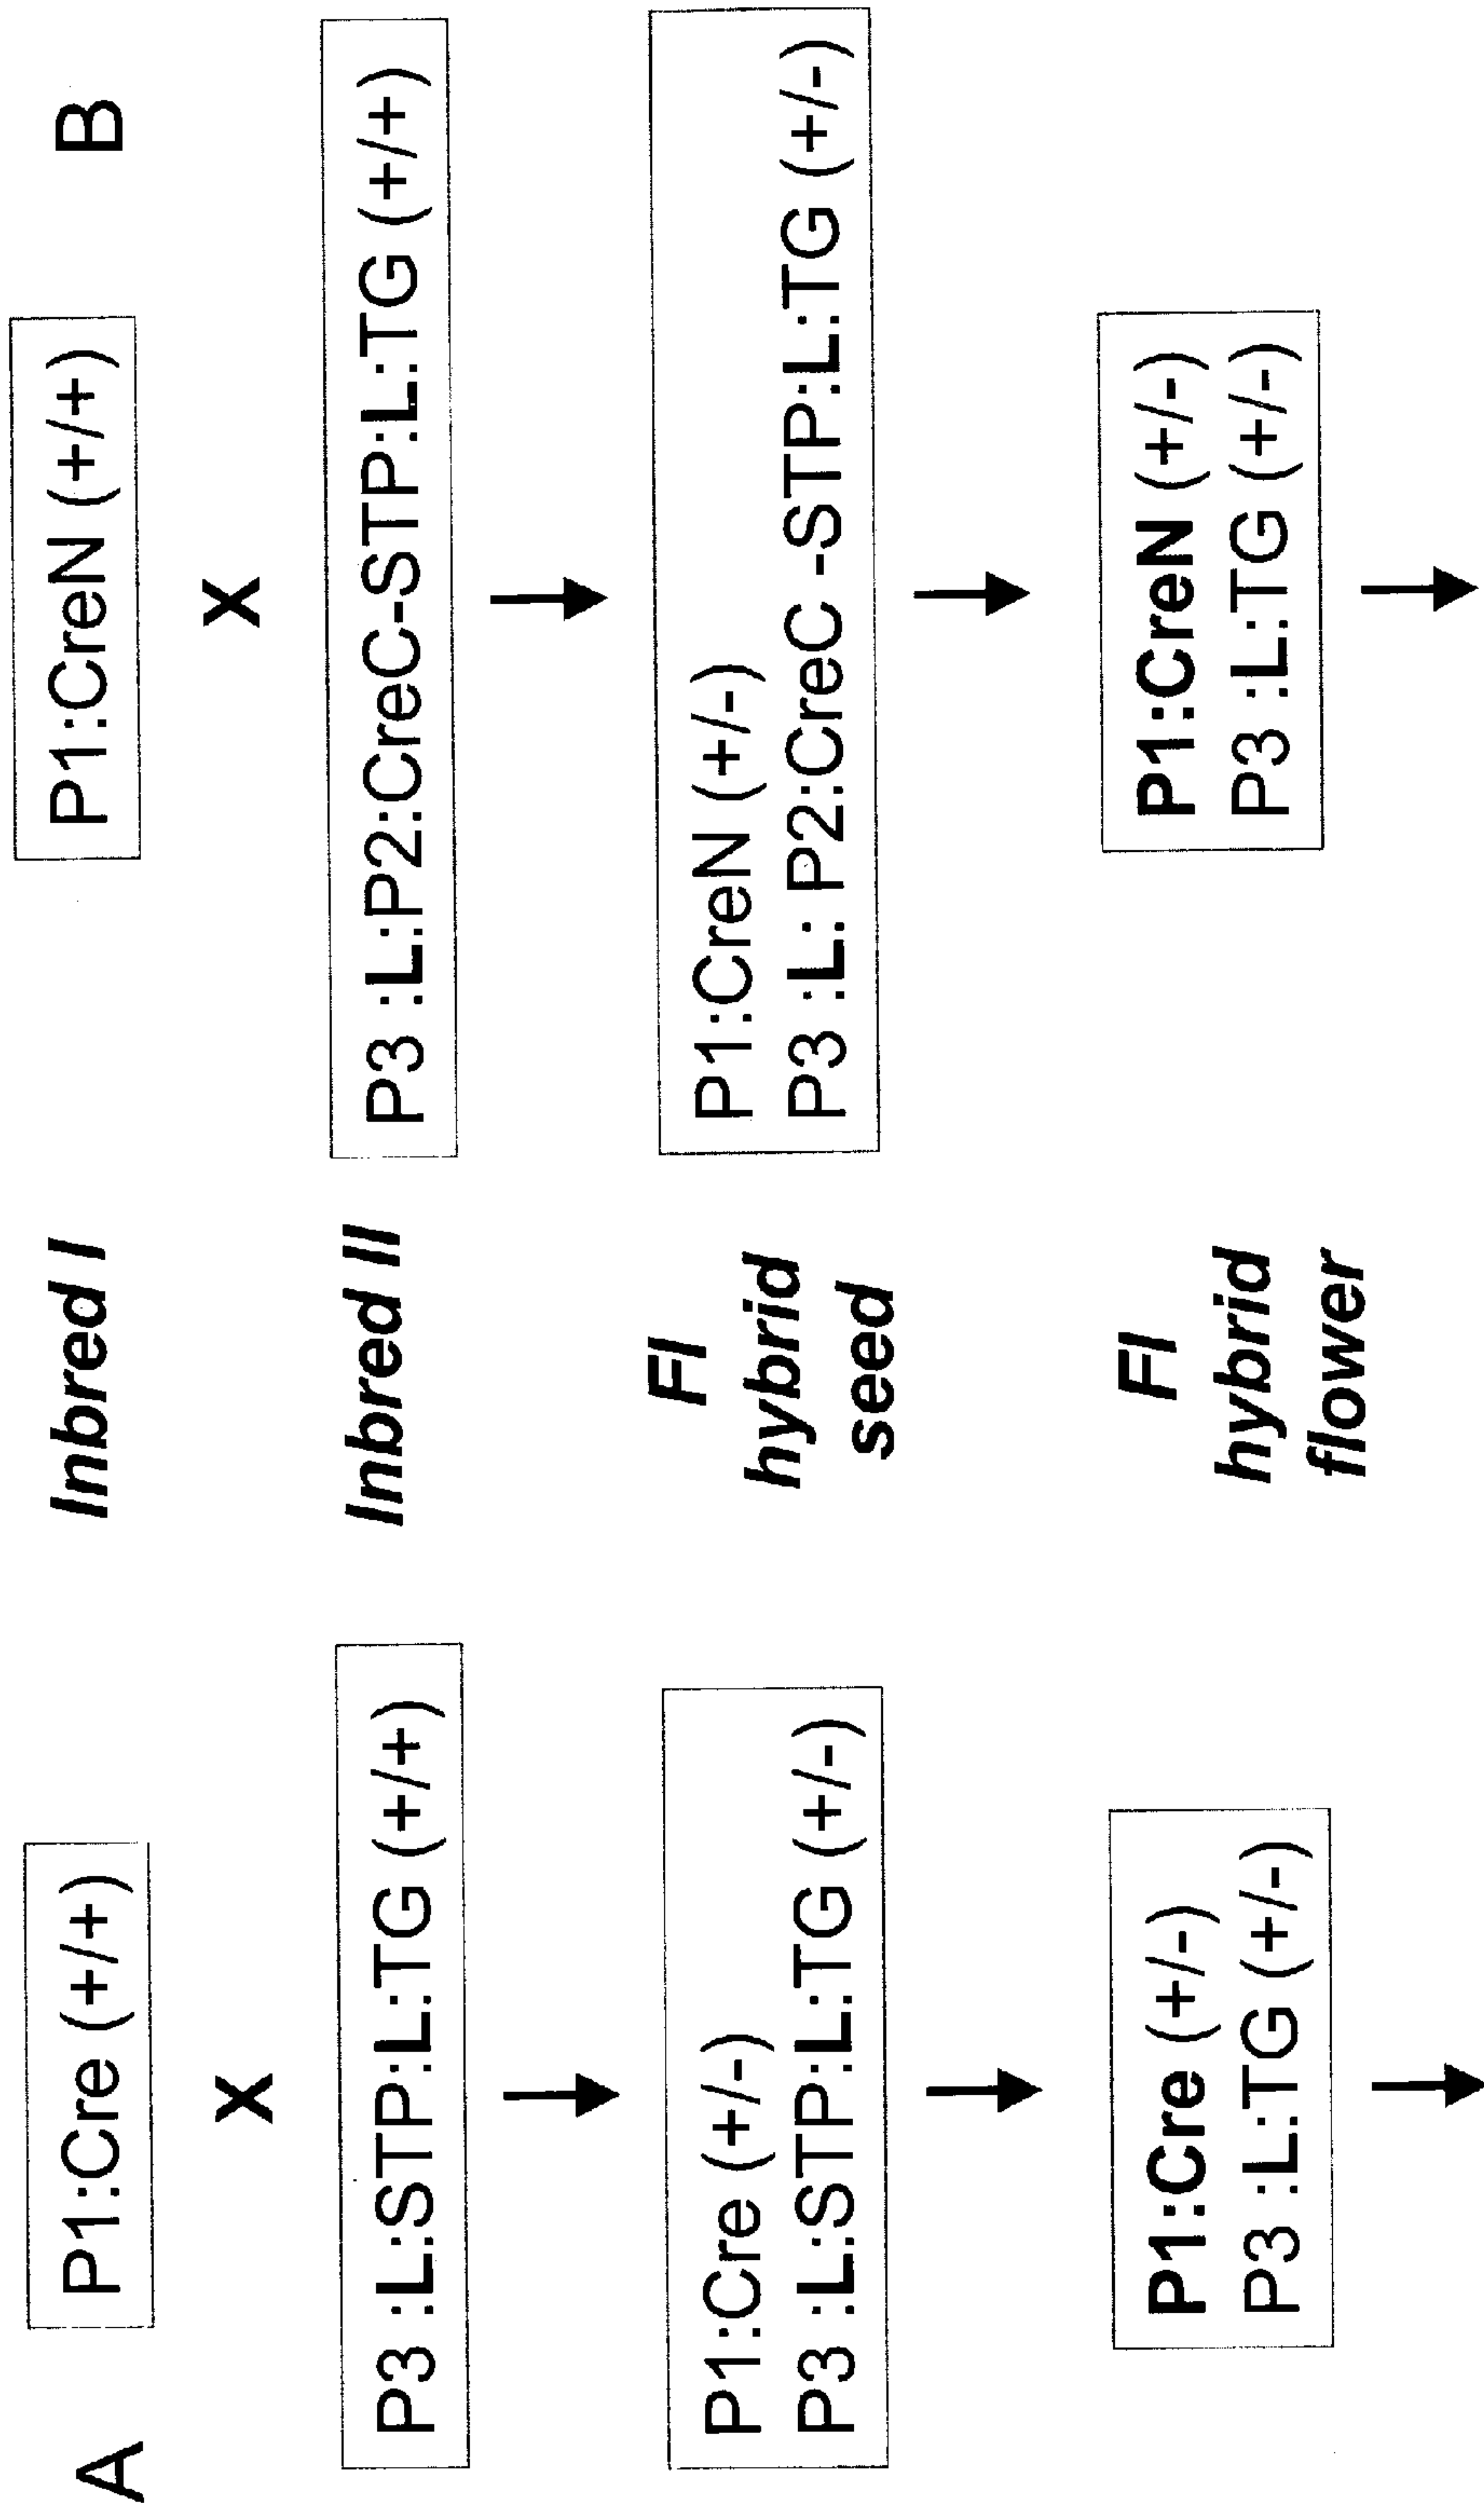 A
P1:Cre (+/+)
Inbred I
P1:CreN (+/+)
B
X
X
P3 :L:STP:L:TG (+/+)
Inbred II
P3 :L:P2:CreC-STP:L:TG (+/+)
P1:Cre (+/-)
P3 :L:STP:L:TG (+/-)
FI
hybrid
seed
P1:CreN (+/-)
P3 :L: P2:CreC -STP:L:TG (+/-)
P1:Cre (+/-)
P3 :L:TG (+/-)
FI
hybrid
flower
P1:CreN (+/-)
P3 :L:TG (+/-)